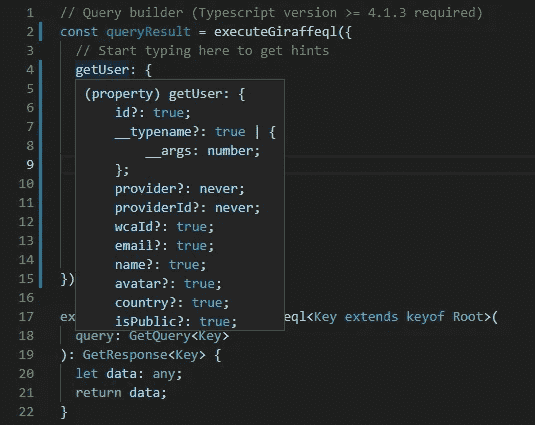 1 // Query builder (Typescript version >= 4.1.3 required)
2 const queryResult = executeGiraffeql({
3 // Start typing here to get hints
4 getUser: {
5 (property) getUser: {
6 id?: true;
7 __typename?: true | {
8 __args: number;
9 };
10 provider?: never;
11 providerId?: never;
12 wcaId?: true;
13 email?: true;
14 name?: true;
15 }) avatar?: true;
16 country?: true;
isPublic?: true;
17 ex eql<Key extends keyof Root>(
18 query: GetQuery<Key>
19 ): GetResponse<Key> {
20 let data: any;
21 return data;
22 }